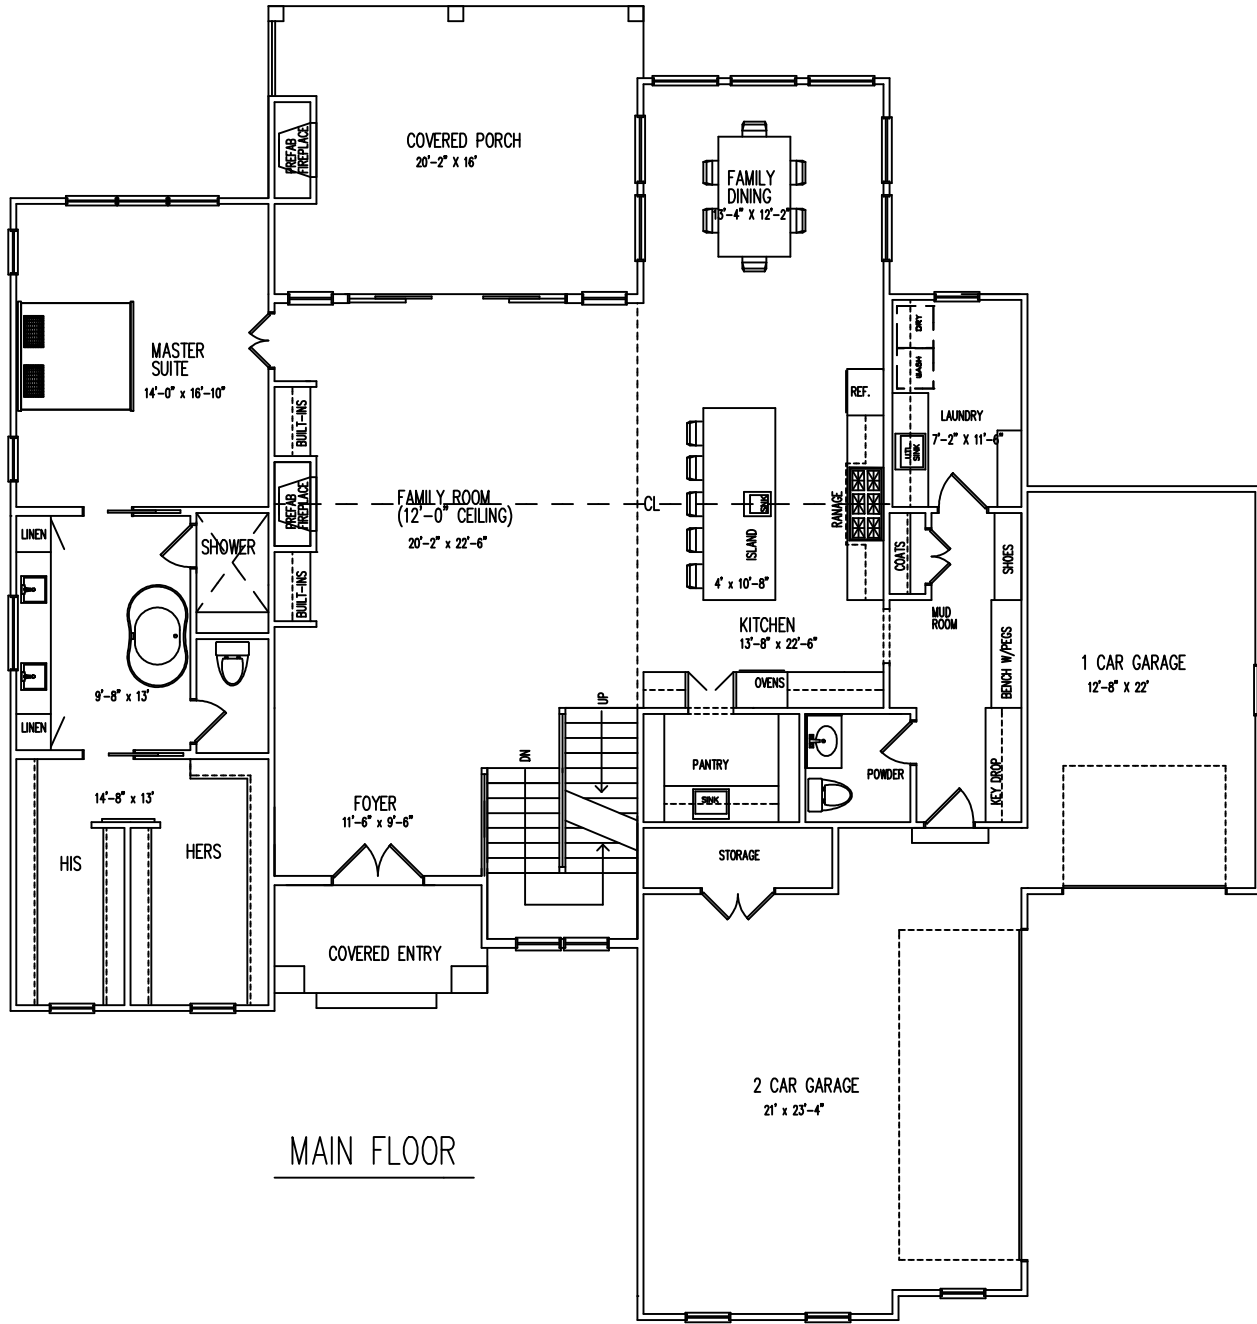 COVERED PORCH
20'-2" X 16'
PREFAB
FIREPLACE
FAMILY
DINING
13'-4" X 12'-2"
MASTER
SUITE
14'-0" x 16'-10"
DRY
WASH
REF.
LAUNDRY
7'-2" X 11'-6"
UTL
SINK
BUILT-INS
PREFAB
FIREPLACE
FAMILY ROOM
(12'-0" CEILING)
20'-2" x 22'-6"
CL
SINK
ISLAND
4' x 10'-8"
RANAGE
COATS
SHOES
LINEN
SHOWER
BUILT-INS
MUD
ROOM
KITCHEN
13'-8" x 22'-6"
BENCH W/PEGS
1 CAR GARAGE
12'-8" X 22'
9'-8" x 13'
OVENS
UP
LINEN
DN
PANTRY
SINK
POWDER
KEY DROP
14'-8" x 13'
FOYER
11'-6" x 9'-6"
HIS
HERS
STORAGE
COVERED ENTRY
2 CAR GARAGE
21' x 23'-4"
MAIN FLOOR